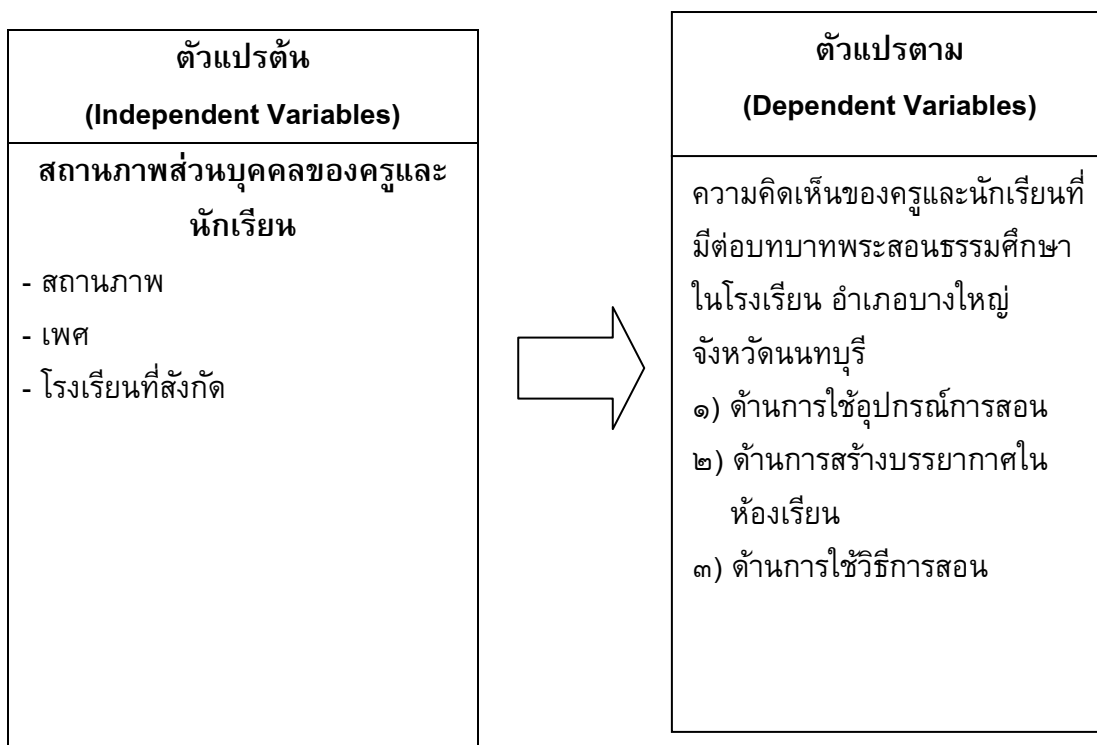 ตัวแปรต้น
(Independent Variables)
สถานภาพส่วนบุคคลของครูและ
นักเรียน
- สถานภาพ
- เพศ
- โรงเรียนที่สังกัด
ตัวแปรตาม
(Dependent Variables)
ความคิดเห็นของครูและนักเรียนที่
มีต่อบทบาทพระสอนธรรมศึกษา
ในโรงเรียน อำเภอบางใหญ่
จังหวัดนนทบุรี
๑) ด้านการใช้อุปกรณ์การสอน
๒) ด้านการสร้างบรรยากาศใน
ห้องเรียน
๓) ด้านการใช้วิธีการสอน